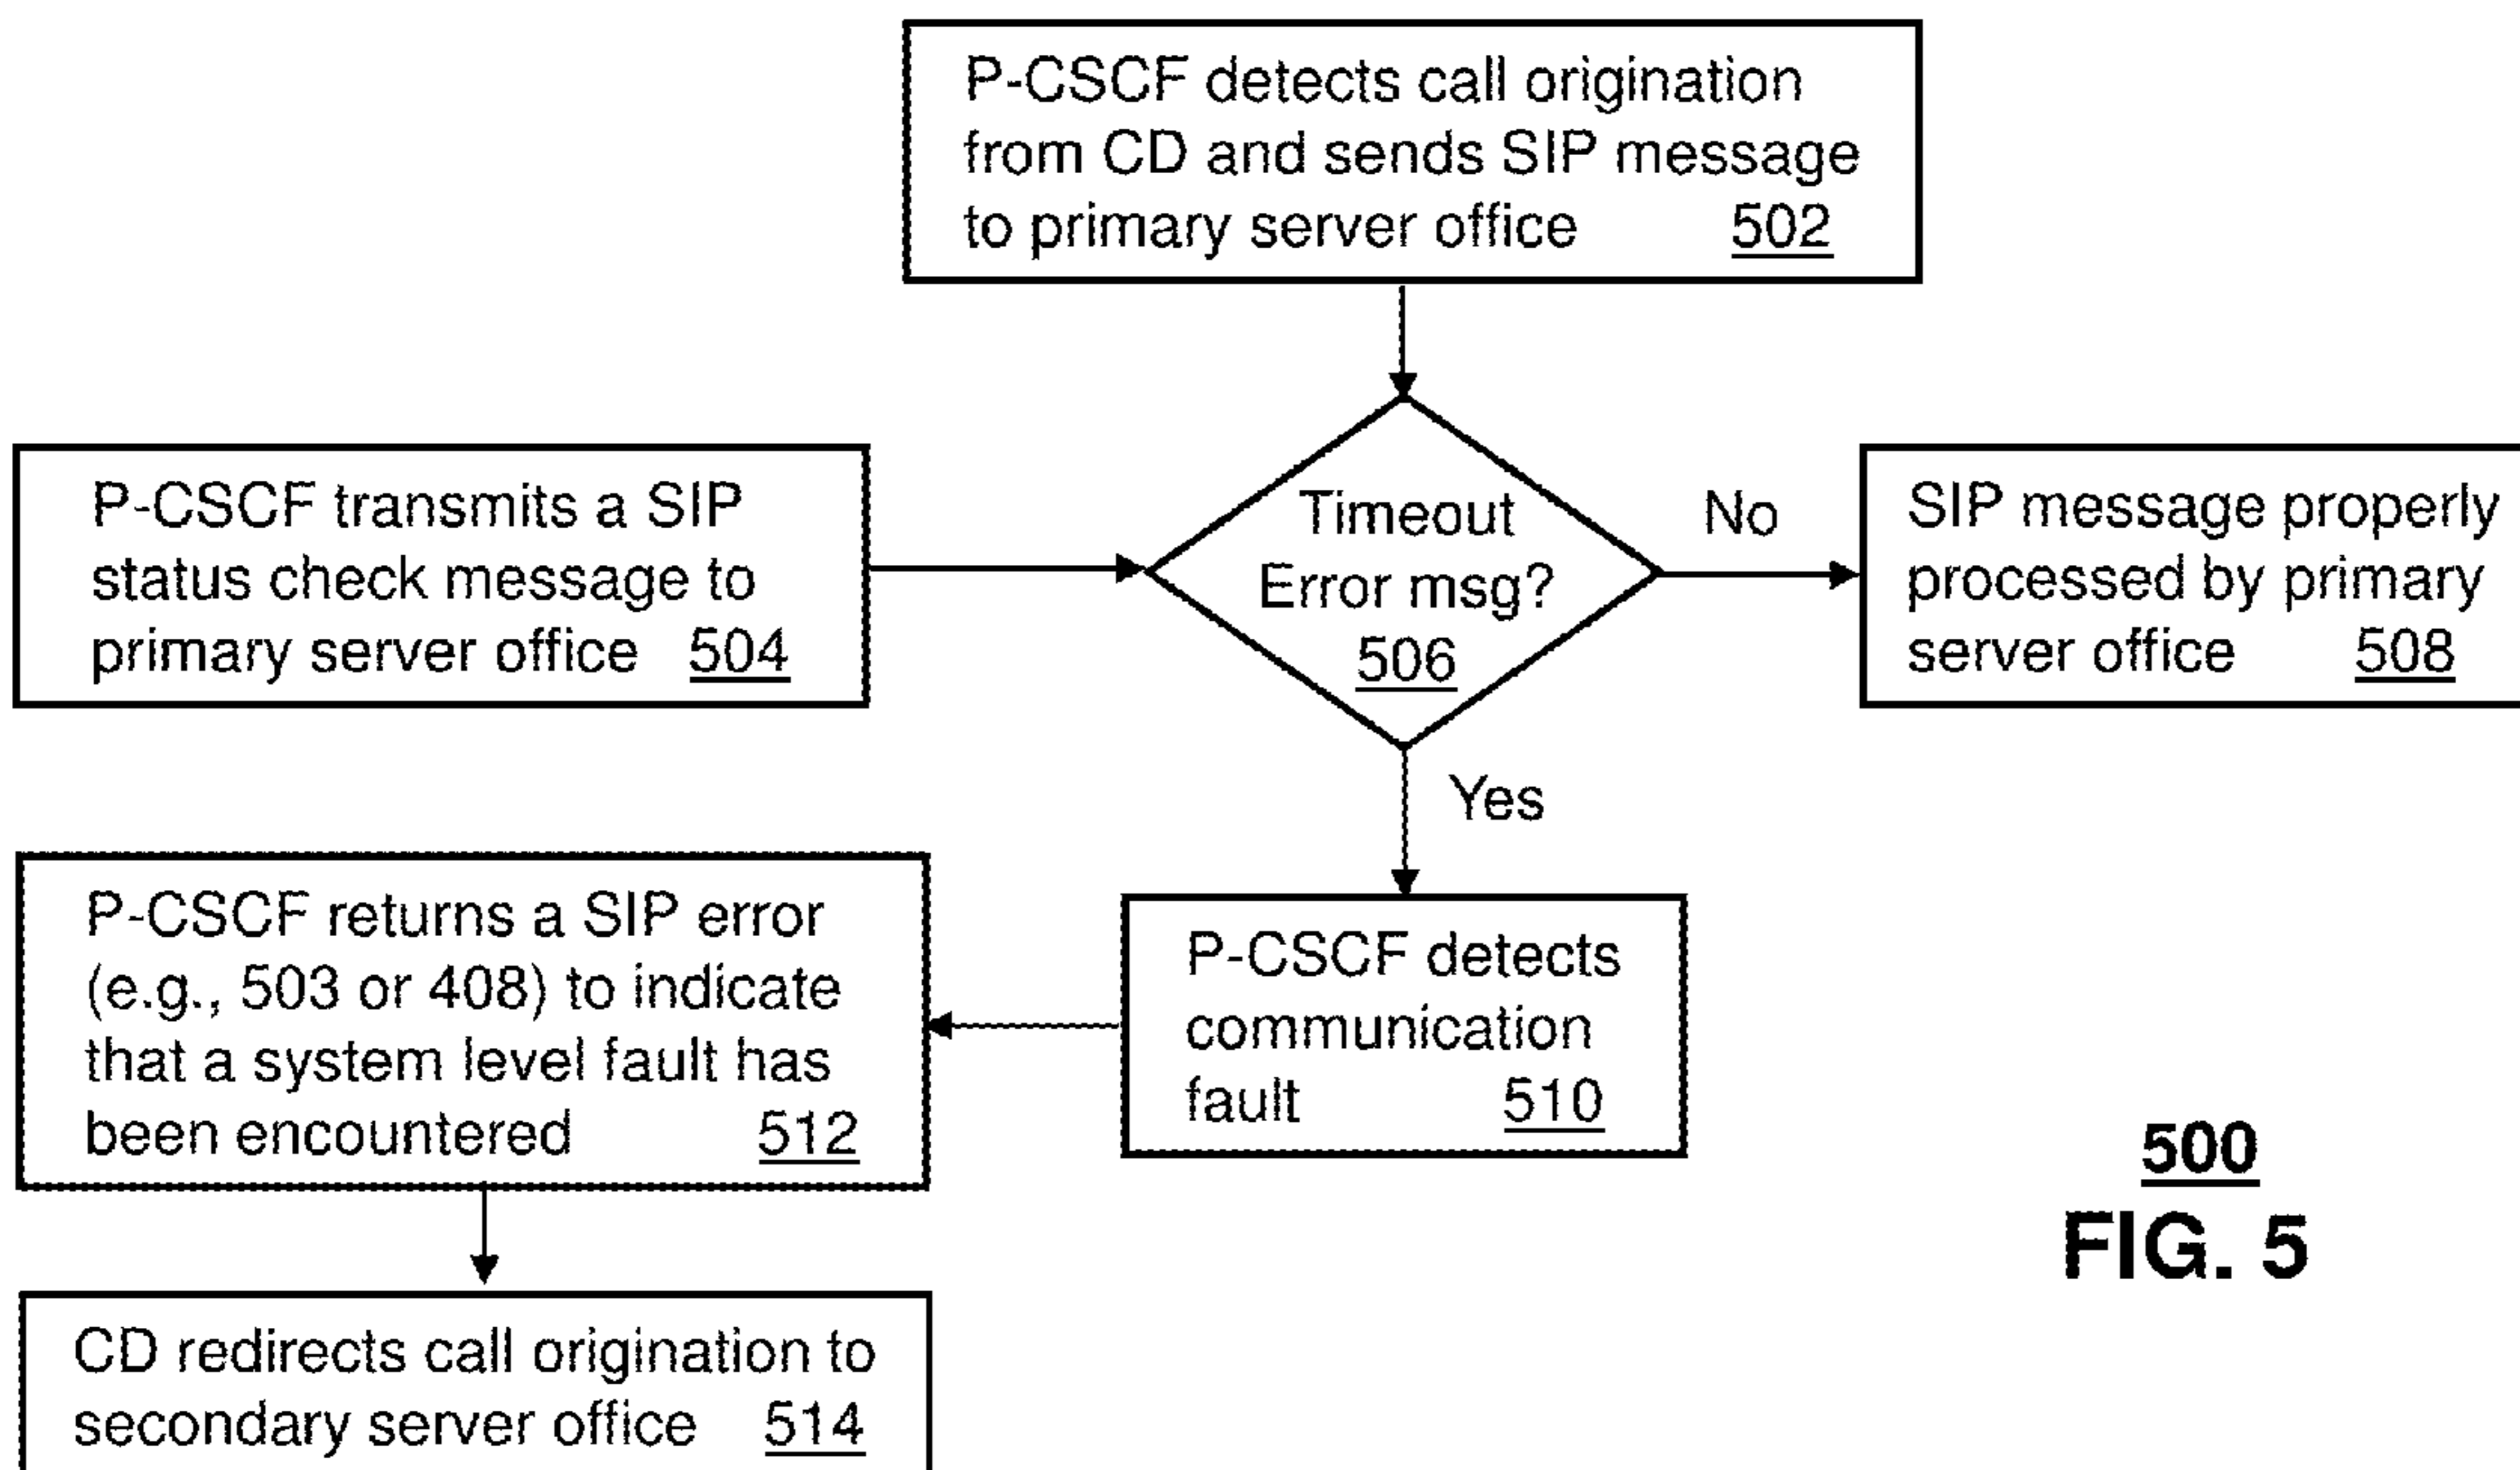 P-CSCF detects call origination
from CD and sends SIP message
to primary server office 502
P-CSCF transmits a SIP
status check message to
primary server office 504
Timeout
Error msg?
506
No
SIP message properly
processed by primary
server office 508
Yes
P-CSCF returns a SIP error
(e.g., 503 or 408) to indicate
that a system level fault has
been encountered 512
P-CSCF detects
communication
fault 510
CD redirects call origination to
secondary server office 514
500
FIG. 5